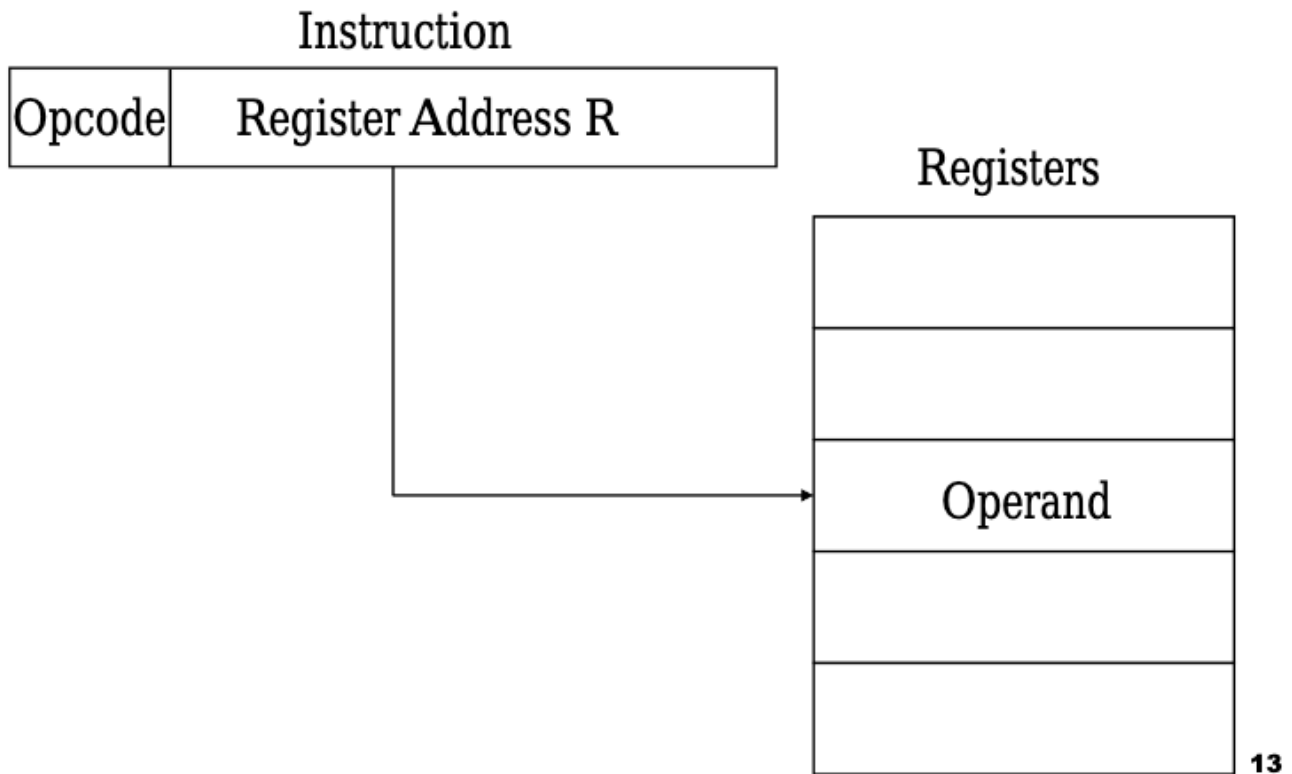 Instruction
Opcode Register Address R
Registers
Operand
13